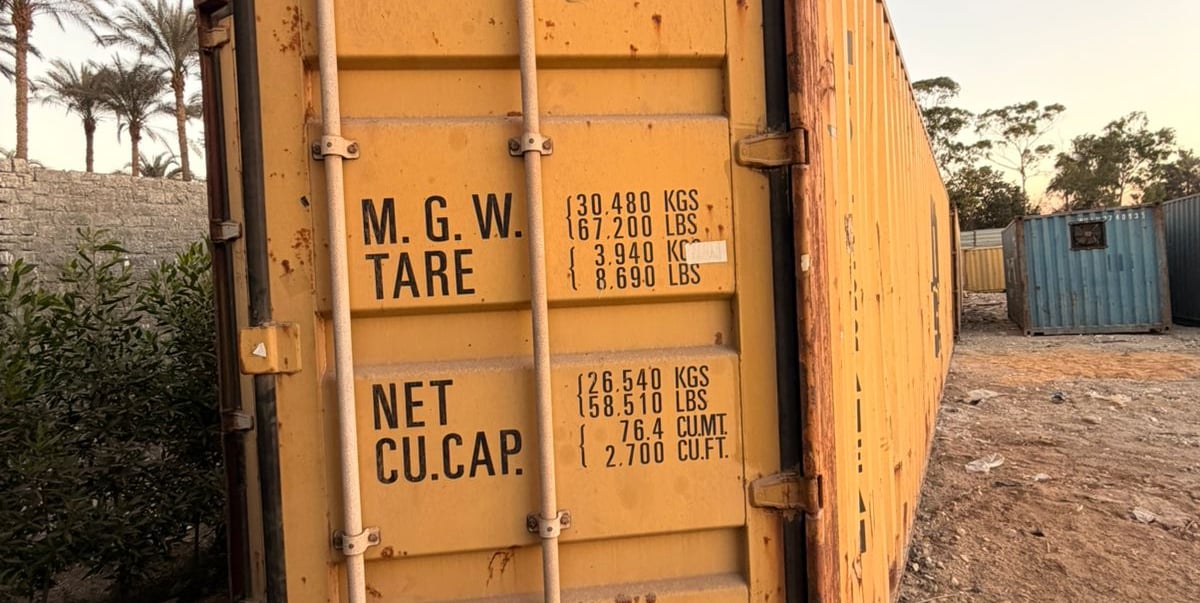 M. G. W. {30.480 KGS
{67.200 LBS
TARE { 3.940 KGS
{ 8.690 LBS
NET {26.540 KGS
{58.510 LBS
CU.CAP. { 76.4 CU.MT.
{ 2.700 CU.FT.